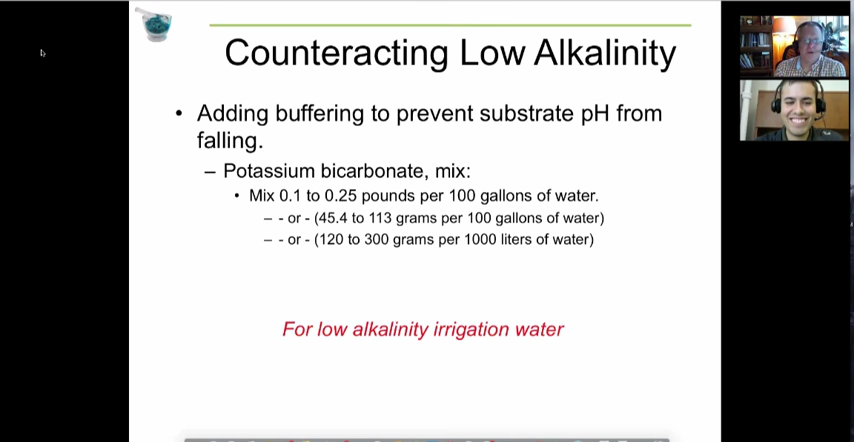 Counteracting Low Alkalinity
• Adding buffering to prevent substrate pH from
falling.
– Potassium bicarbonate, mix:
• Mix 0.1 to 0.25 pounds per 100 gallons of water.
– - or - (45.4 to 113 grams per 100 gallons of water)
– - or - (120 to 300 grams per 1000 liters of water)
For low alkalinity irrigation water